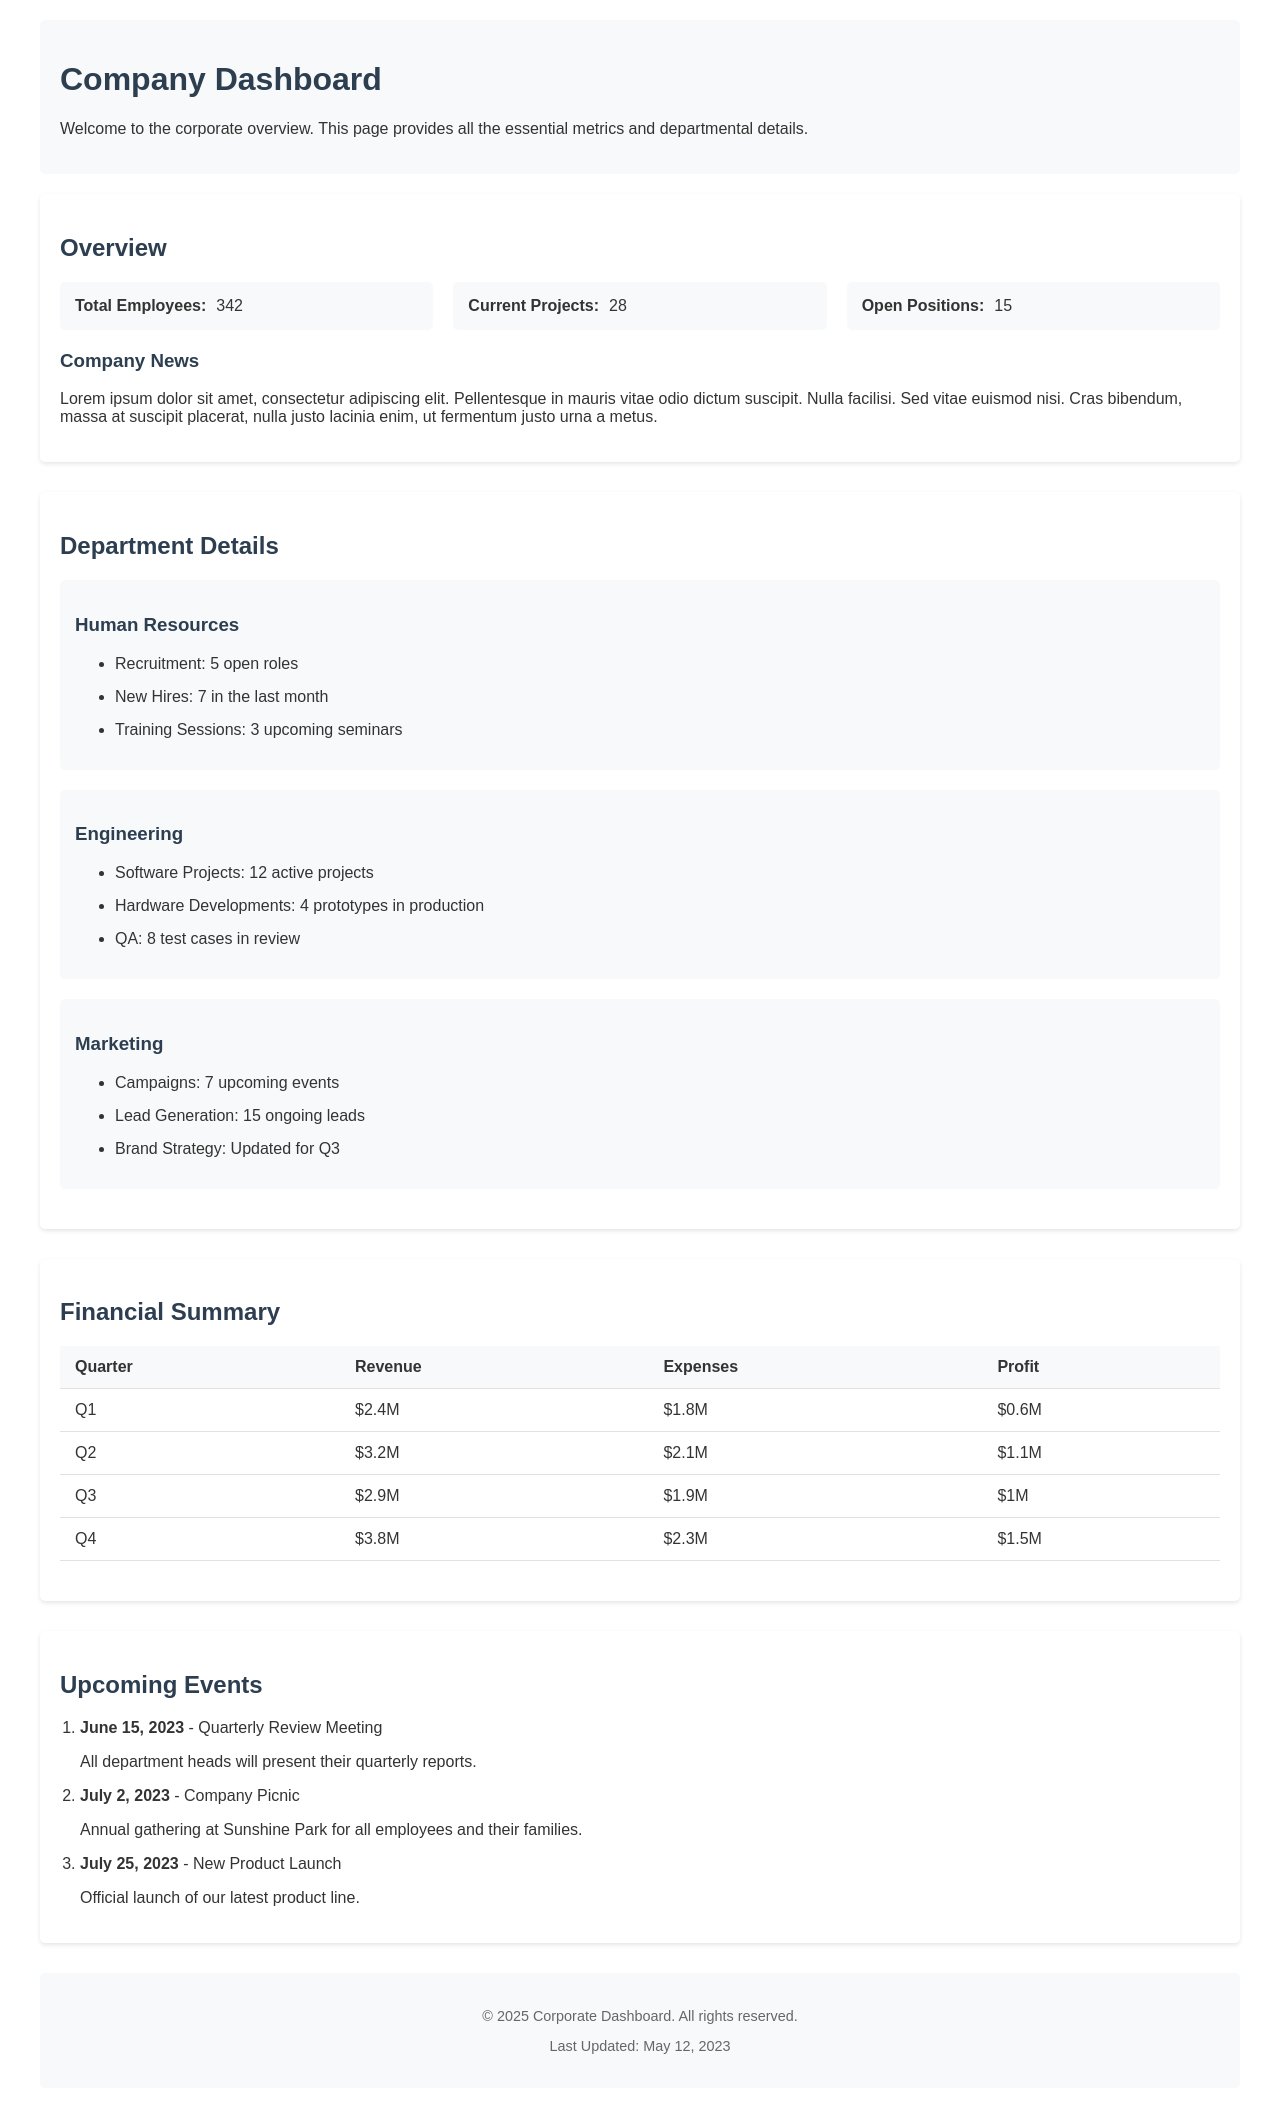 Company Dashboard
Welcome to the corporate overview. This page provides all the essential metrics and departmental details.
Overview
Total Employees: 342
Current Projects: 28
Open Positions: 15
Company News
Lorem ipsum dolor sit amet, consectetur adipiscing elit. Pellentesque in mauris vitae odio dictum suscipit. Nulla facilisi. Sed vitae euismod nisi. Cras bibendum,
massa at suscipit placerat, nulla justo lacinia enim, ut fermentum justo urna a metus.
Department Details
Human Resources
• Recruitment: 5 open roles
• New Hires: 7 in the last month
• Training Sessions: 3 upcoming seminars
Engineering
• Software Projects: 12 active projects
• Hardware Developments: 4 prototypes in production
• QA: 8 test cases in review
Marketing
• Campaigns: 7 upcoming events
• Lead Generation: 15 ongoing leads
• Brand Strategy: Updated for Q3
Financial Summary
Quarter Revenue Expenses Profit
Q1 $2.4M $1.8M $0.6M
Q2 $3.2M $2.1M $1.1M
Q3 $2.9M $1.9M $1M
Q4 $3.8M $2.3M $1.5M
Upcoming Events
1. June 15, 2023 - Quarterly Review Meeting
All department heads will present their quarterly reports.
2. July 2, 2023 - Company Picnic
Annual gathering at Sunshine Park for all employees and their families.
3. July 25, 2023 - New Product Launch
Official launch of our latest product line.
© 2025 Corporate Dashboard. All rights reserved.
Last Updated: May 12, 2023